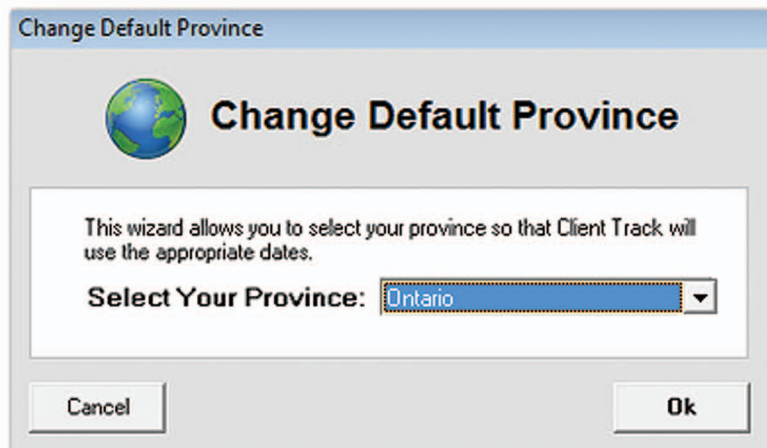 Change Default Province
Change Default Province
This wizard allows you to select your province so that Client Track will
use the appropriate dates.
Select Your Province: Ontario
Cancel
Ok